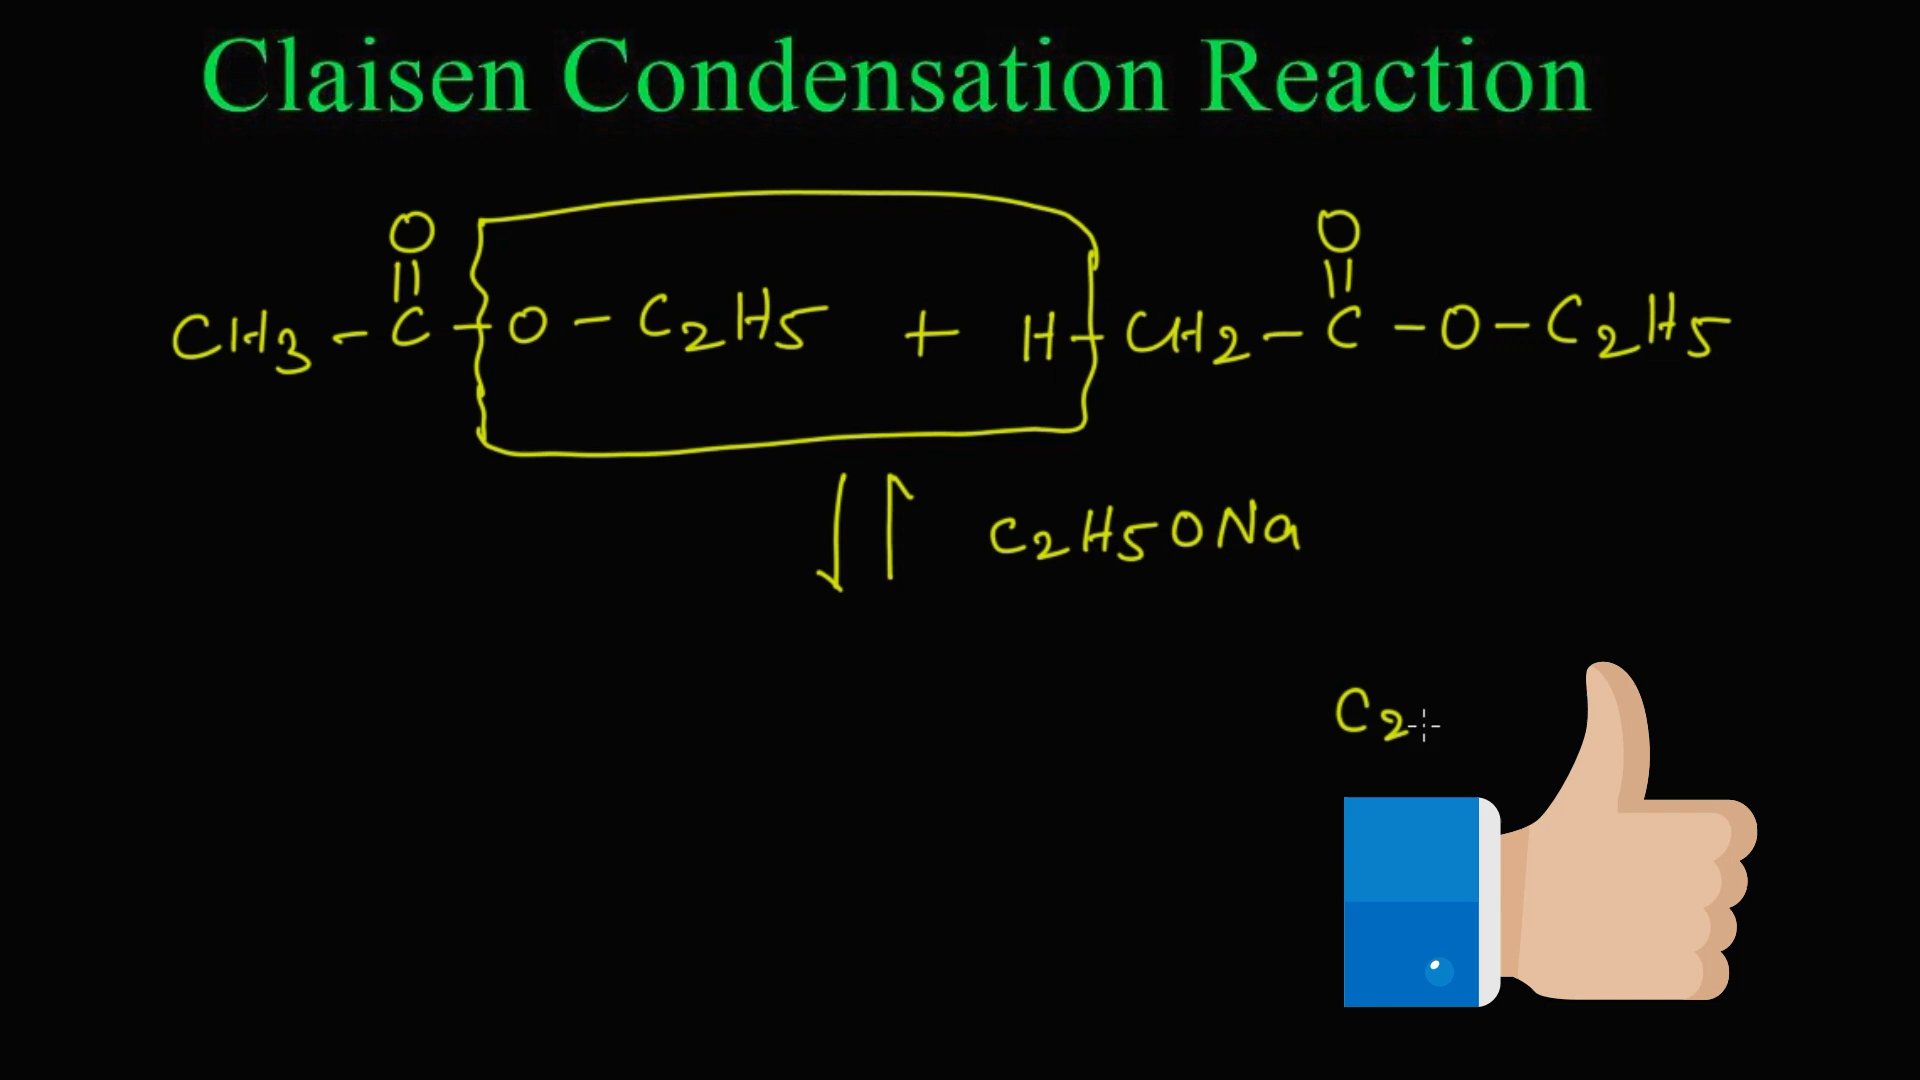 Claisen Condensation Reaction
O O
|| ||
CH3 - C - O - C2H5 + H - CH2 - C - O - C2H5
C2H5ONa
C2